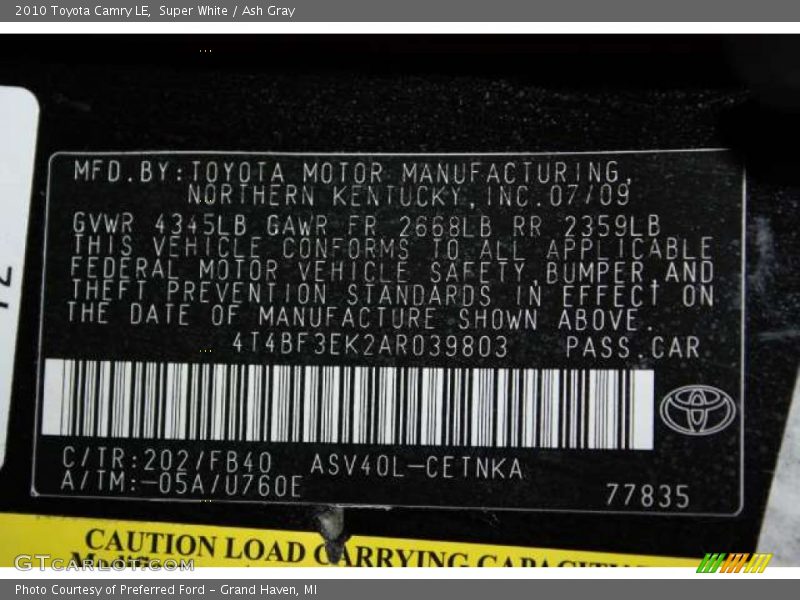 2010 Toyota Camry LE, Super White / Ash Gray
MFD.BY:TOYOTA MOTOR MANUFACTURING,
NORTHERN KENTUCKY,INC.07/09
GVWR 4345LB GAWR FR 2668LB RR 2359LB
THIS VEHICLE CONFORMS TO ALL APPLICABLE
FEDERAL MOTOR VEHICLE SAFETY,BUMPER,AND
THEFT PREVENTION STANDARDS IN EFFECT ON
THE DATE OF MANUFACTURE SHOWN ABOVE.
4T4BF3EK2AR039803 PASS.CAR
C/TR:202/FB40 ASV40L-CETNKA
A/TM:-05A/U760E
77835
CAUTION LOAD CARRYING CAPACITY
GTCarLot.com
Photo Courtesy of Preferred Ford - Grand Haven, MI